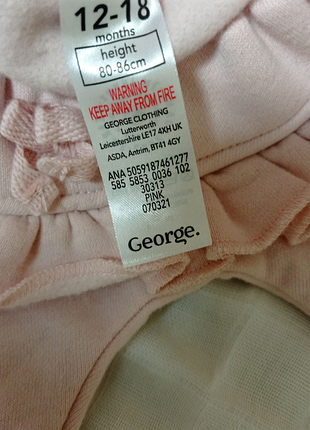 12-18
months
height
80-86cm
WARNING
KEEP AWAY FROM FIRE
GEORGE CLOTHING
Lutterworth
Leicestershire LE17 4XH UK
ASDA, Antrim, BT41 4GY
ANA 5059187461277
585 5853 0036 102
30313
PINK
070321
George.